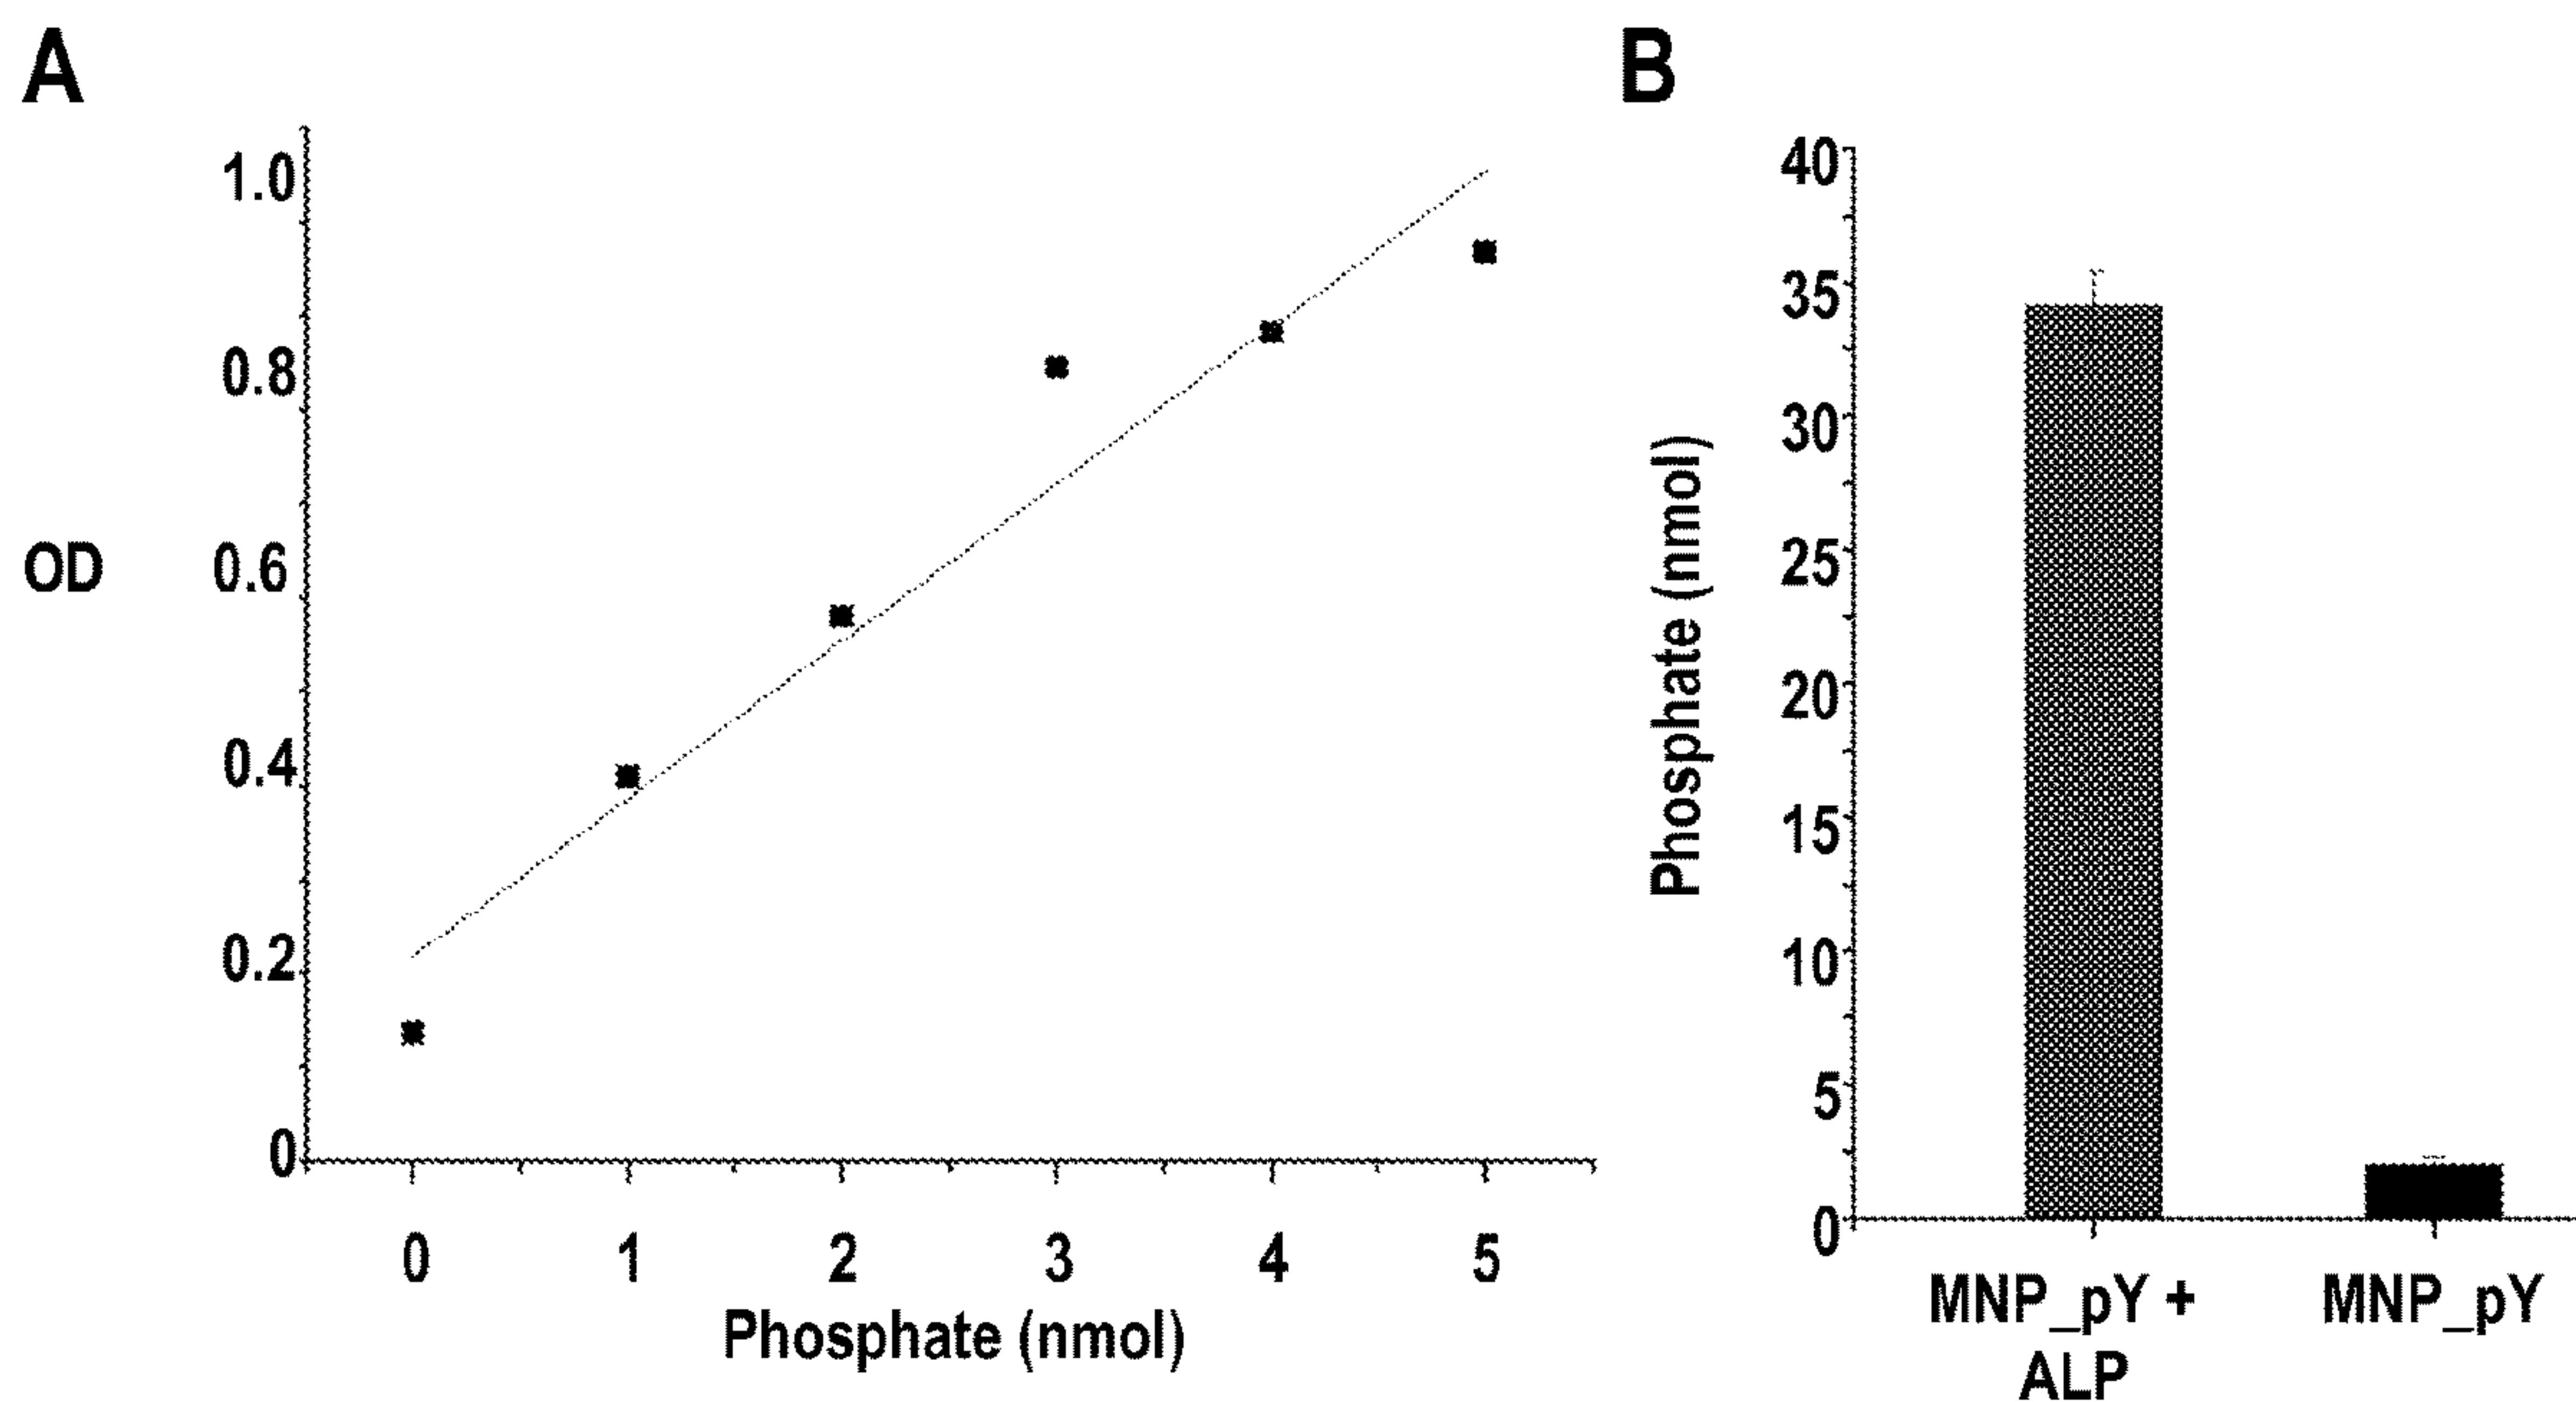 A
1.0
0.8
0.6
0.4
0.2
0
OD
0 1 2 3 4 5
Phosphate (nmol)
B
40
35
30
25
20
15
10
5
0
Phosphate (nmol)
MNP_pY +
ALP
MNP_pY